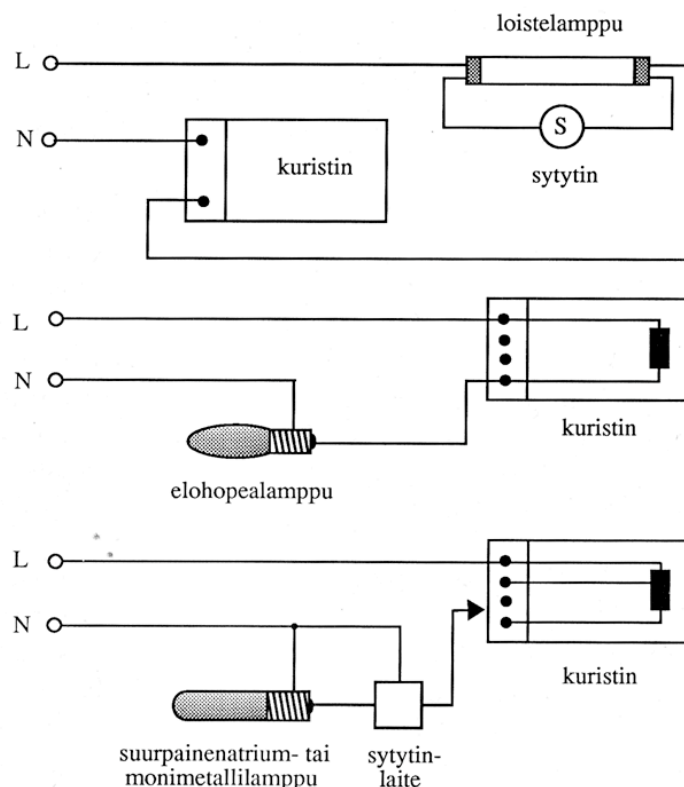 loistelamppu
L
S
N
kuristin
sytytin
L
N
kuristin
elohopealamppu
L
N
kuristin
suurpainenatrium- tai
monimetallilamppu
sytytin-
laite